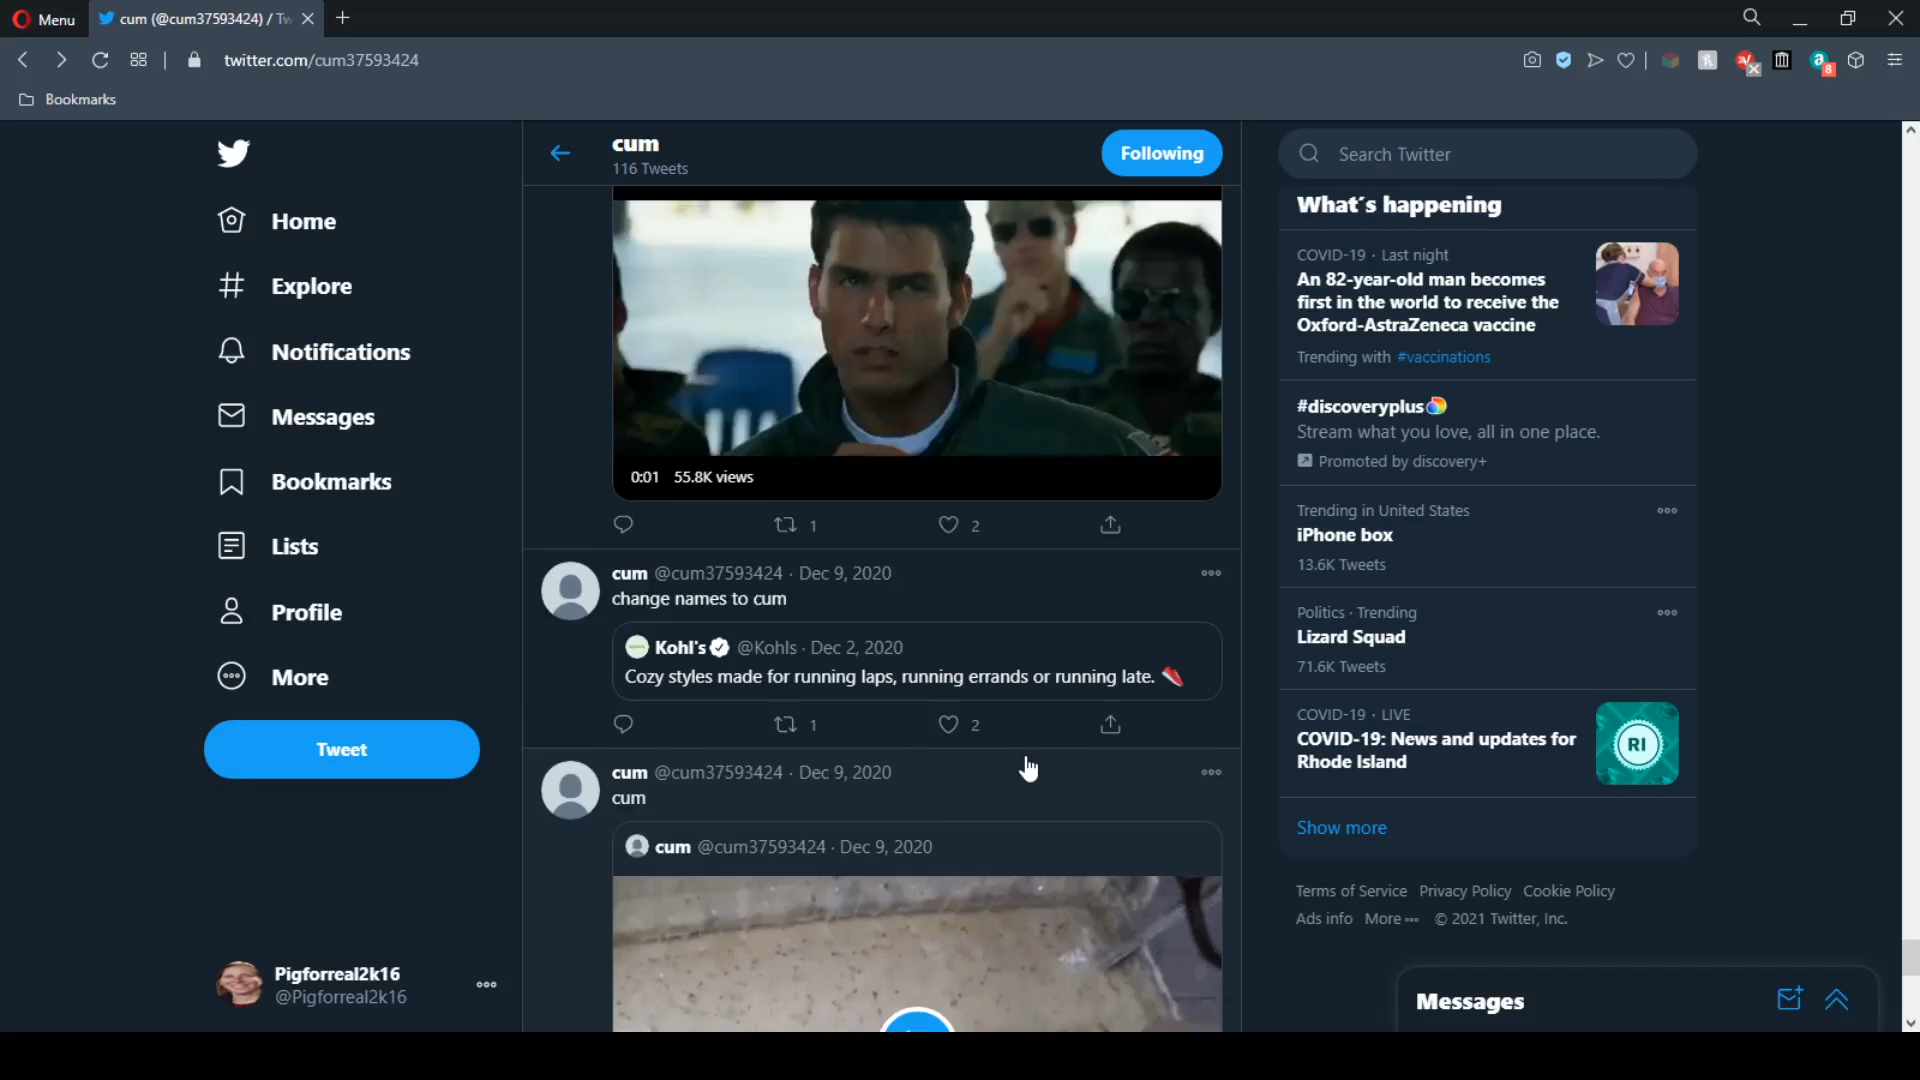 Menu
cum (@cum37593424) / Tw
twitter.com/cum37593424
8
Bookmarks
Home
Explore
Notifications
Messages
Bookmarks
Lists
Profile
More
Tweet
Pigforreal2k16
@Pigforreal2k16
cum
116 Tweets
Following
0:01 55.8K views
1
2
cum @cum37593424 · Dec 9, 2020
change names to cum
Kohl's @Kohls · Dec 2, 2020
Cozy styles made for running laps, running errands or running late.
1
2
cum @cum37593424 · Dec 9, 2020
cum
cum @cum37593424 · Dec 9, 2020
Search Twitter
What's happening
COVID-19 · Last night
An 82-year-old man becomes
first in the world to receive the
Oxford-AstraZeneca vaccine
Trending with #vaccinations
#discoveryplus
Stream what you love, all in one place.
Promoted by discovery+
Trending in United States
iPhone box
13.6K Tweets
Politics · Trending
Lizard Squad
71.6K Tweets
COVID-19 · LIVE
COVID-19: News and updates for
Rhode Island
RI
Show more
Terms of Service Privacy Policy Cookie Policy
Ads info More © 2021 Twitter, Inc.
Messages